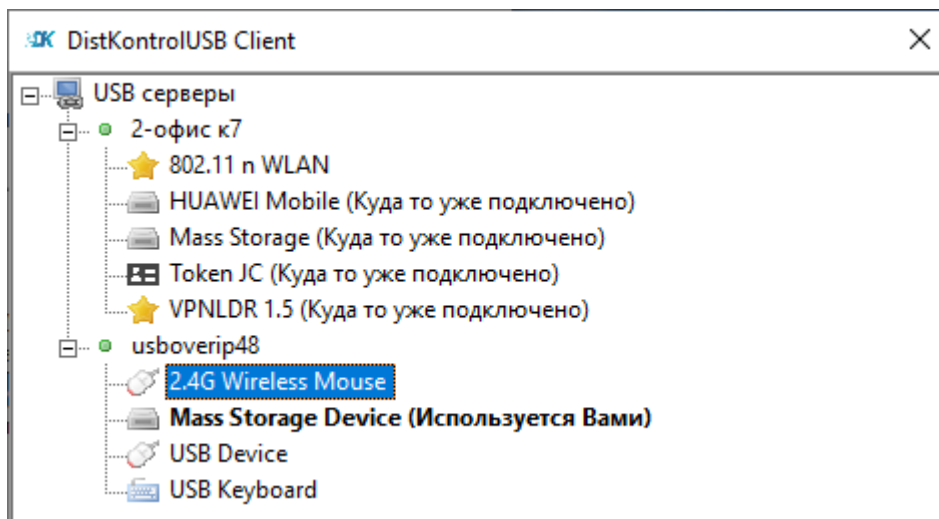 DK DistKontrolUSB Client
USB серверы
2-офис к7
802.11 n WLAN
HUAWEI Mobile (Куда то уже подключено)
Mass Storage (Куда то уже подключено)
Token JC (Куда то уже подключено)
VPNLDR 1.5 (Куда то уже подключено)
usboverip48
2.4G Wireless Mouse
Mass Storage Device (Используется Вами)
USB Device
USB Keyboard